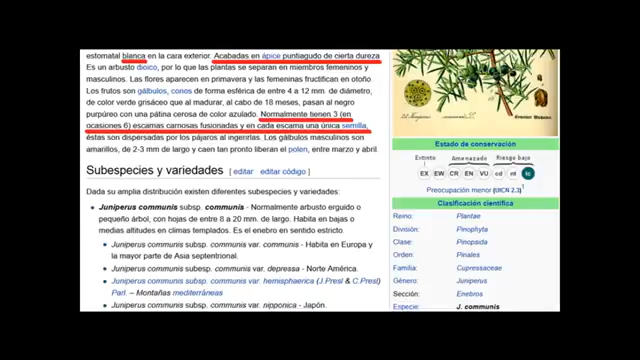 estomatal blanca en la cara exterior. Acabadas en ápice puntiagudo de cierta dureza
Es un arbusto dioico, por lo que las plantas se separan en miembros femeninos y
masculinos. Las flores aparecen en primavera y las femeninas fructifican en otoño.
Los frutos son gálbulos, conos de forma esférica de entre 4 a 12 mm de diámetro,
de color verde grisáceo que al madurar, al cabo de 18 meses, pasan al negro
purpúreo con una pátina cerosa de color azulado. Normalmente tienen 3 (en
ocasiones 6) escamas carnosas fusionadas y en cada escama una única semilla,
éstas son dispersadas por los pájaros al ingerirlas. Los gálbulos masculinos son
amarillos, de 2-3 mm de largo y caen tan pronto liberan el polen, entre marzo y abril.
Subespecies y variedades [ editar · editar código ]
Dada su amplia distribución existen diferentes subespecies y variedades:
Juniperus communis subsp. communis - Normalmente arbusto erguido o
pequeño árbol, con hojas de entre 8 a 20 mm. de largo. Habita en bajas o
medias altitudes en climas templados. Es el enebro en sentido estricto.
Juniperus communis subsp. communis var. communis - Habita en Europa y
la mayor parte de Asia septentrional.
Juniperus communis subesp. communis var. depressa - Norte América.
Juniperus communis subsp. communis var. hemisphaerica (J.Presl & C.Presl)
Parl. – Montañas mediterráneas
Juniperus communis subsp. communis var. nipponica - Japón.
Estado de conservación
Extinto Amenazado Riesgo bajo
EX EW CR EN VU cd nt lc
Preocupación menor (UICN 2.3)1
Clasificación científica
Reino: Plantae
División: Pinophyta
Clase: Pinopsida
Orden: Pinales
Familia: Cupressaceae
Género: Juniperus
Sección: Enebros
Especie: J. communis